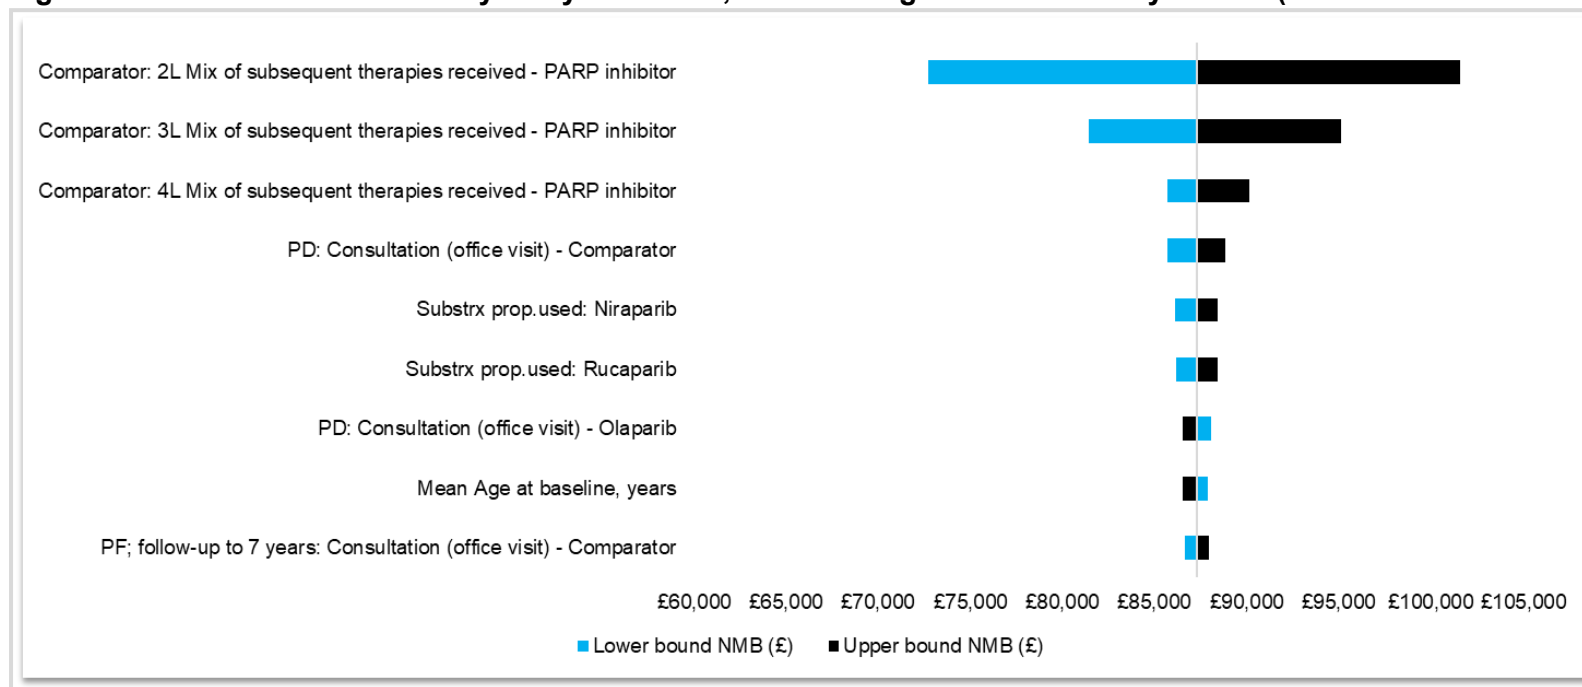 Comparator: 2L Mix of subsequent therapies received - PARP inhibitor
Comparator: 3L Mix of subsequent therapies received - PARP inhibitor
Comparator: 4L Mix of subsequent therapies received - PARP inhibitor
PD: Consultation (office visit) - Comparator
Substrx prop.used: Niraparib
Substrx prop.used: Rucaparib
PD: Consultation (office visit) - Olaparib
Mean Age at baseline, years
PF; follow-up to 7 years: Consultation (office visit) - Comparator
£60,000 £65,000 £70,000 £75,000 £80,000 £85,000 £90,000 £95,000 £100,000 £105,000
Lower bound NMB (£) Upper bound NMB (£)